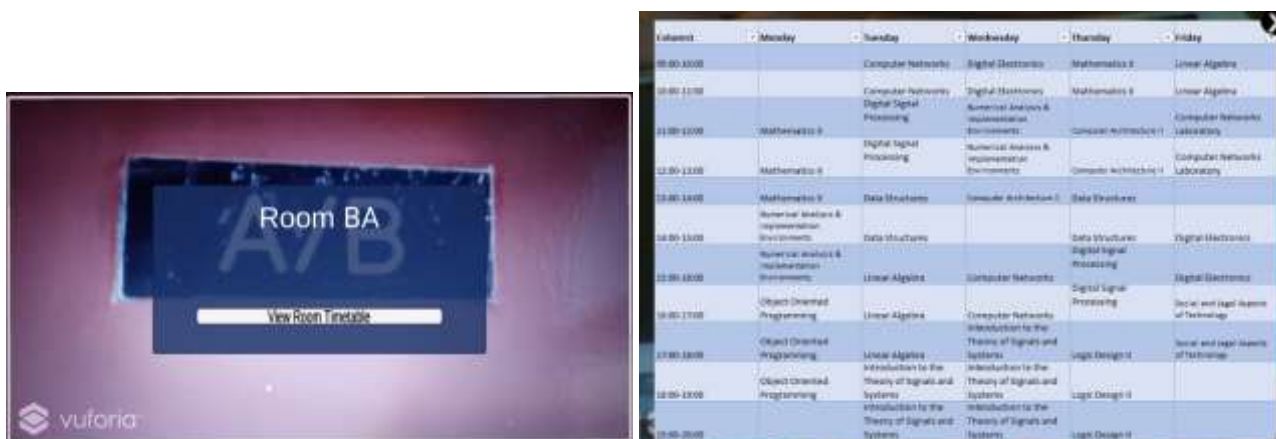 Room BA
A/B
View Room Timetable
vuforia
Column1 Monday Tuesday Wednesday Thursday Friday
09:00-10:00 Computer Networks Digital Electronics Mathematics II Linear Algebra
10:00-11:00 Computer Networks Digital Electronics Mathematics II Linear Algebra
Digital Signal Numerical Analysis &
Processing Implementation Computer Networks
11:00-12:00 Mathematics II Environments Computer Architecture II Laboratory
Digital Signal Numerical Analysis &
Processing Implementation Computer Networks
12:00-13:00 Mathematics II Environments Computer Architecture II Laboratory
13:00-14:00 Mathematics II Data Structures Computer Architecture II Data Structures
Numerical Analysis &
Implementation
14:00-15:00 Environments Data Structures Data Structures Digital Electronics
Numerical Analysis & Digital Signal
Implementation Processing
15:00-16:00 Environments Linear Algebra Computer Networks Digital Electronics
Digital Signal
Object Oriented Processing Social and legal Aspects
16:00-17:00 Programming Linear Algebra Computer Networks of Technology
Introduction to the
Object Oriented Theory of Signals and Social and legal Aspects
17:00-18:00 Programming Linear Algebra Systems Logic Design II of Technology
Introduction to the Introduction to the
Object Oriented Theory of Signals and Theory of Signals and
18:00-19:00 Programming Systems Systems Logic Design II
Introduction to the Introduction to the
Theory of Signals and Theory of Signals and
19:00-20:00 Systems Systems Logic Design II